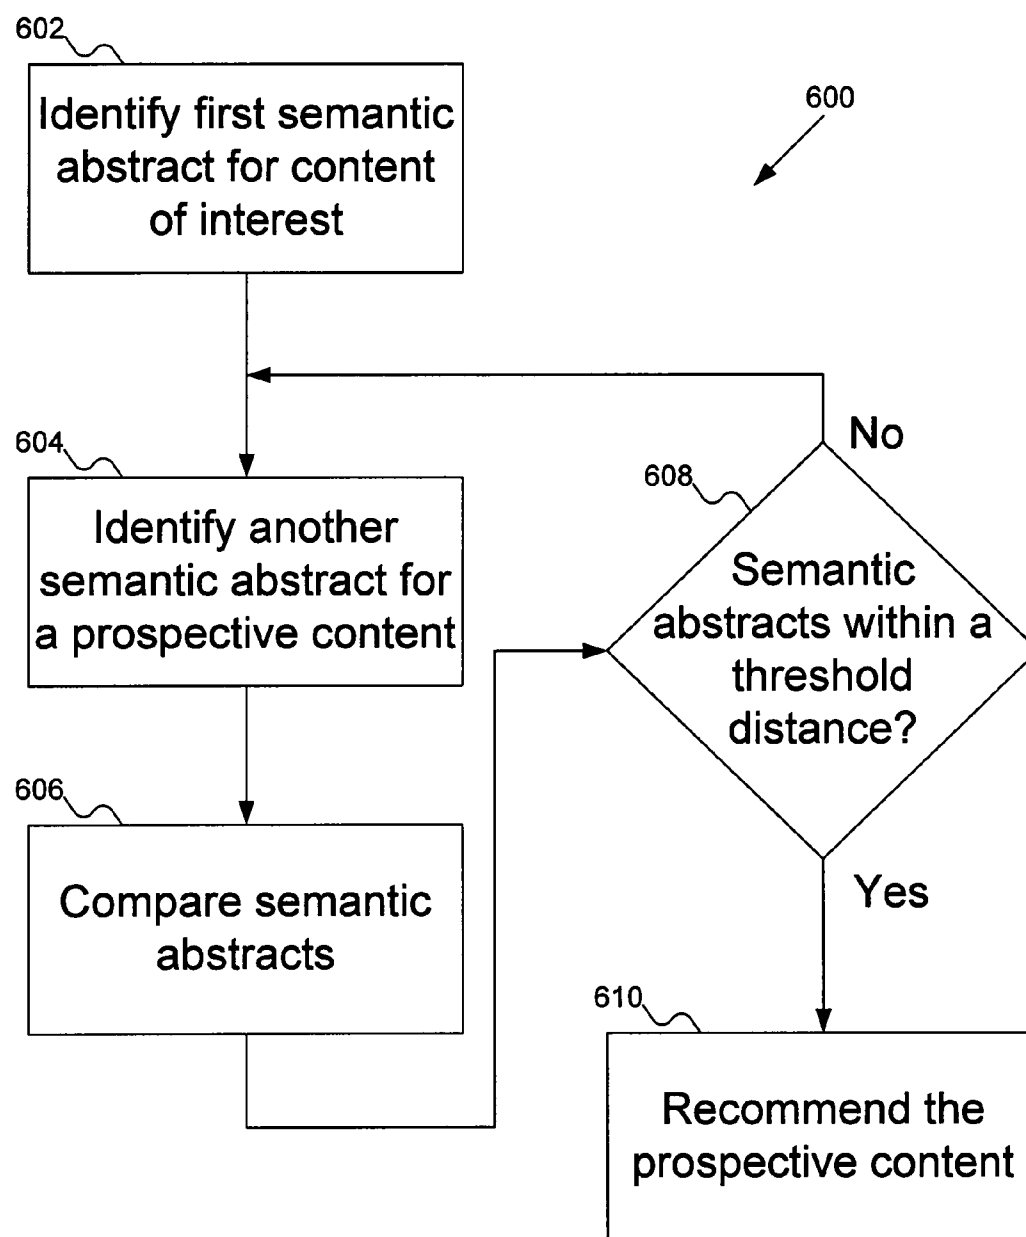 602
Identify first semantic
abstract for content
of interest
600
604
Identify another
semantic abstract for
a prospective content
606
Compare semantic
abstracts
No
608
Semantic
abstracts within a
threshold
distance?
Yes
610
Recommend the
prospective content